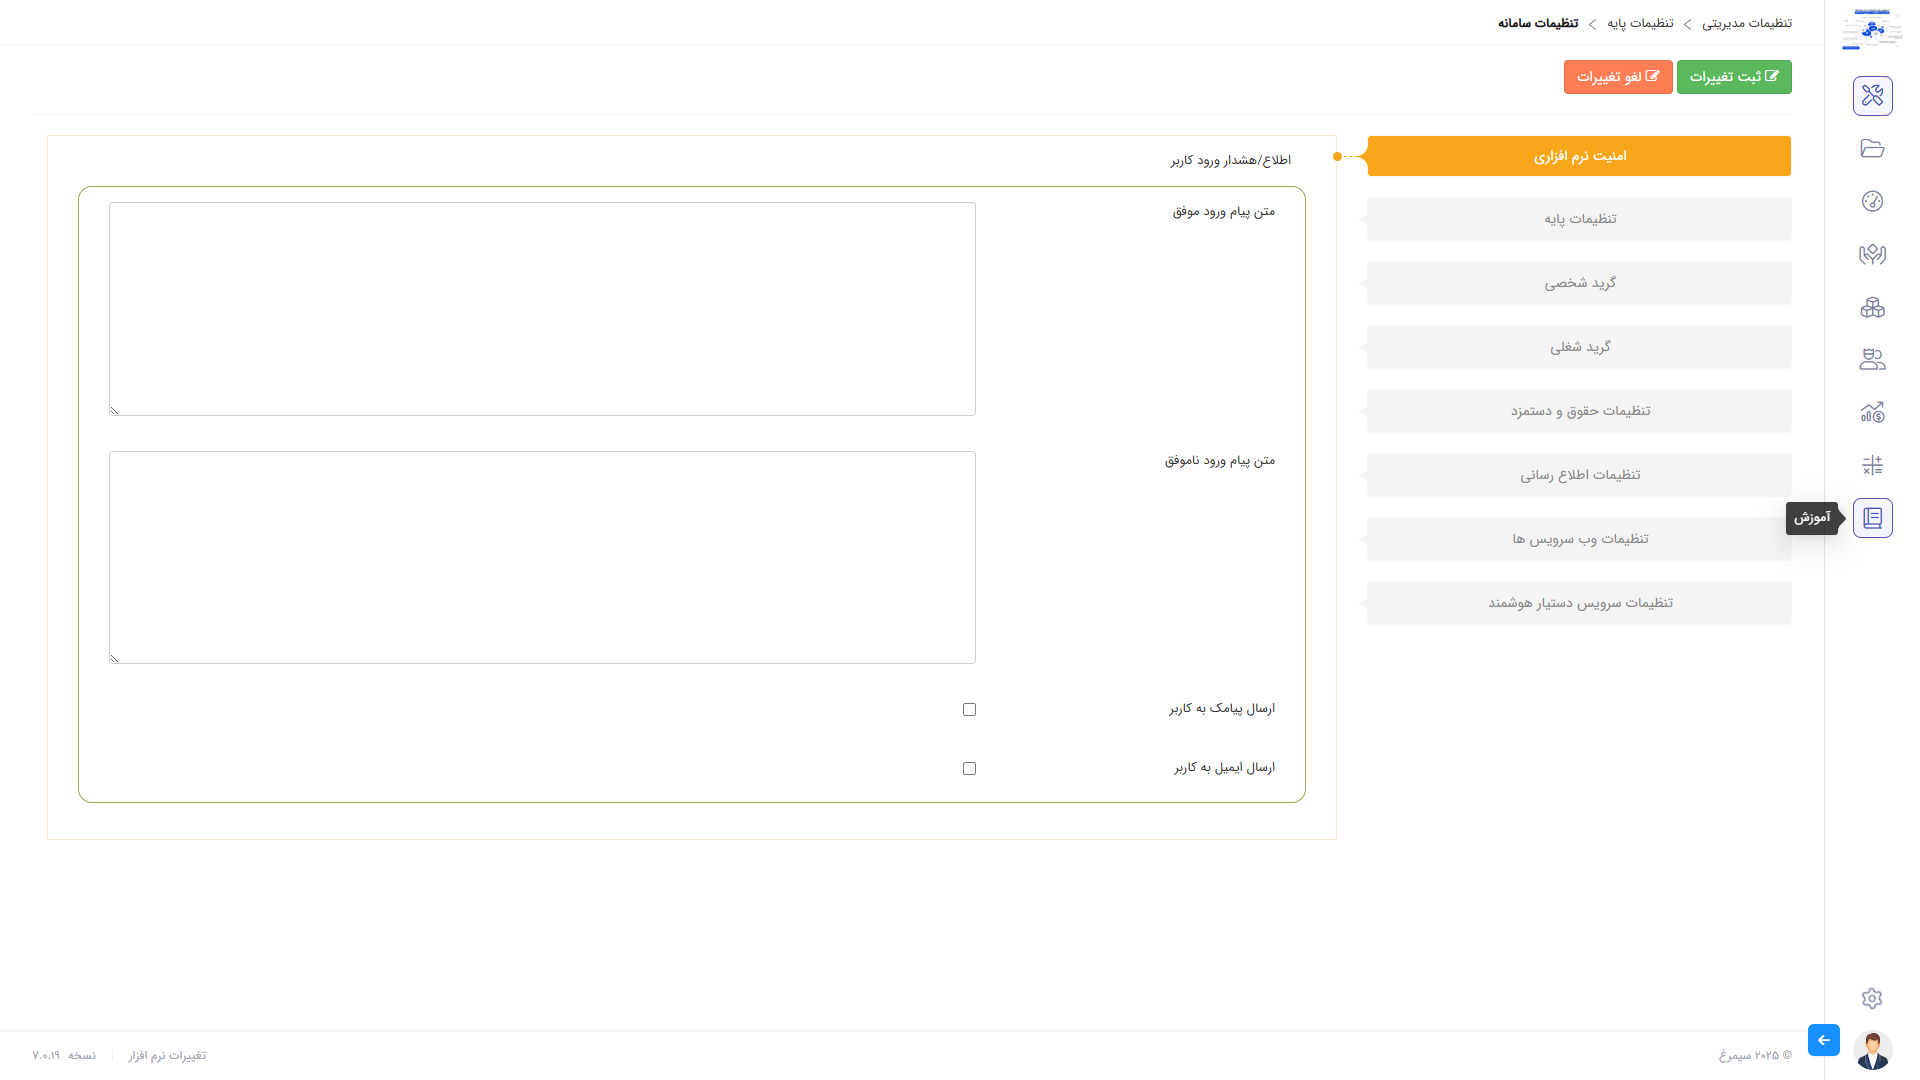 تنظیمات مدیریتی > تنظیمات پایه > تنظیمات سامانه
ثبت تغییرات
لغو تغییرات
امنیت نرم افزاری
تنظیمات پایه
گرید شخصی
گرید شغلی
تنظیمات حقوق و دستمزد
تنظیمات اطلاع رسانی
تنظیمات وب سرویس ها
تنظیمات سرویس دستیار هوشمند
اطلاع/هشدار ورود کاربر
متن پیام ورود موفق
متن پیام ورود ناموفق
ارسال پیامک به کاربر
ارسال ایمیل به کاربر
آموزش
© ۲۰۲۵ سیمرغ
تغییرات نرم افزار
نسخه ۷.۰.۱۹